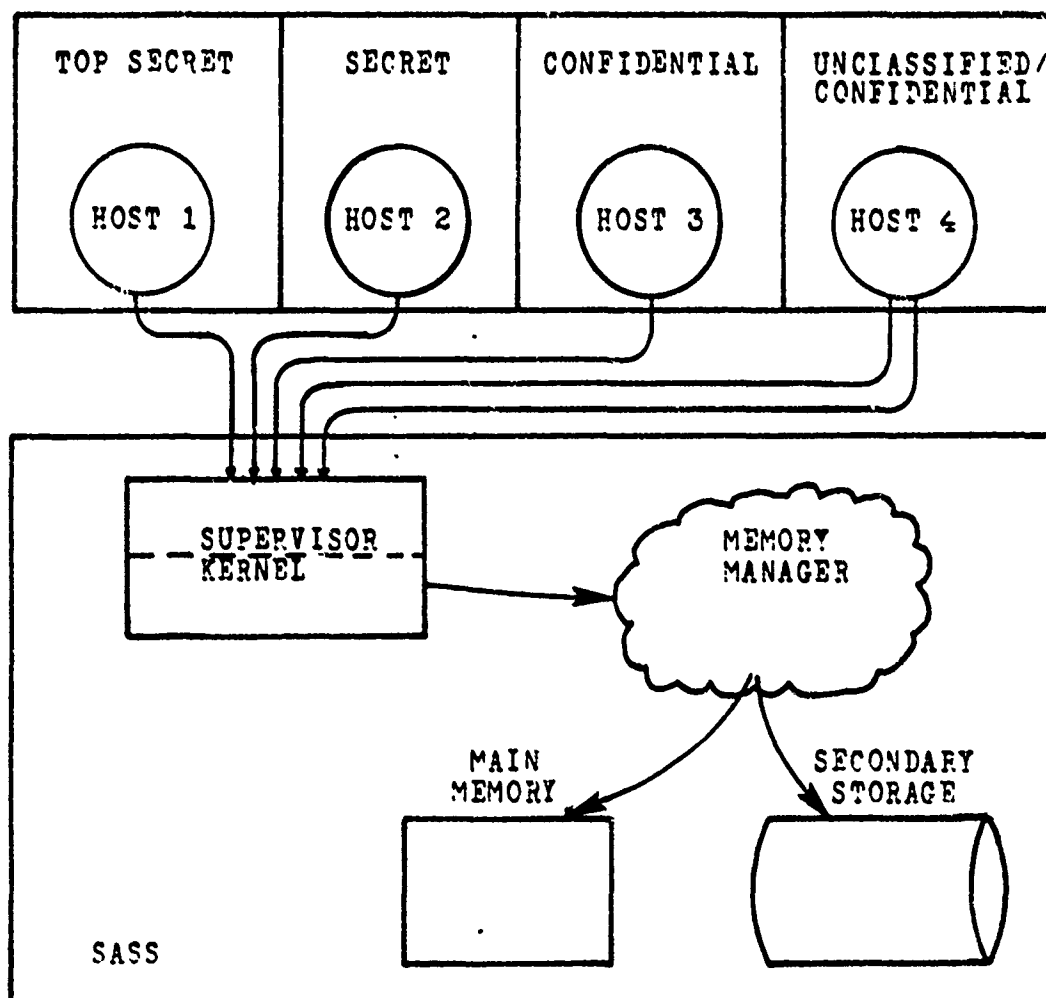 TOP SECRET
SECRET
CONFIDENTIAL
UNCLASSIFIED/
CONFIDENTIAL
HOST 1
HOST 2
HOST 3
HOST 4
SUPERVISOR
KERNEL
MEMORY
MANAGER
MAIN
MEMORY
SECONDARY
STORAGE
SASS